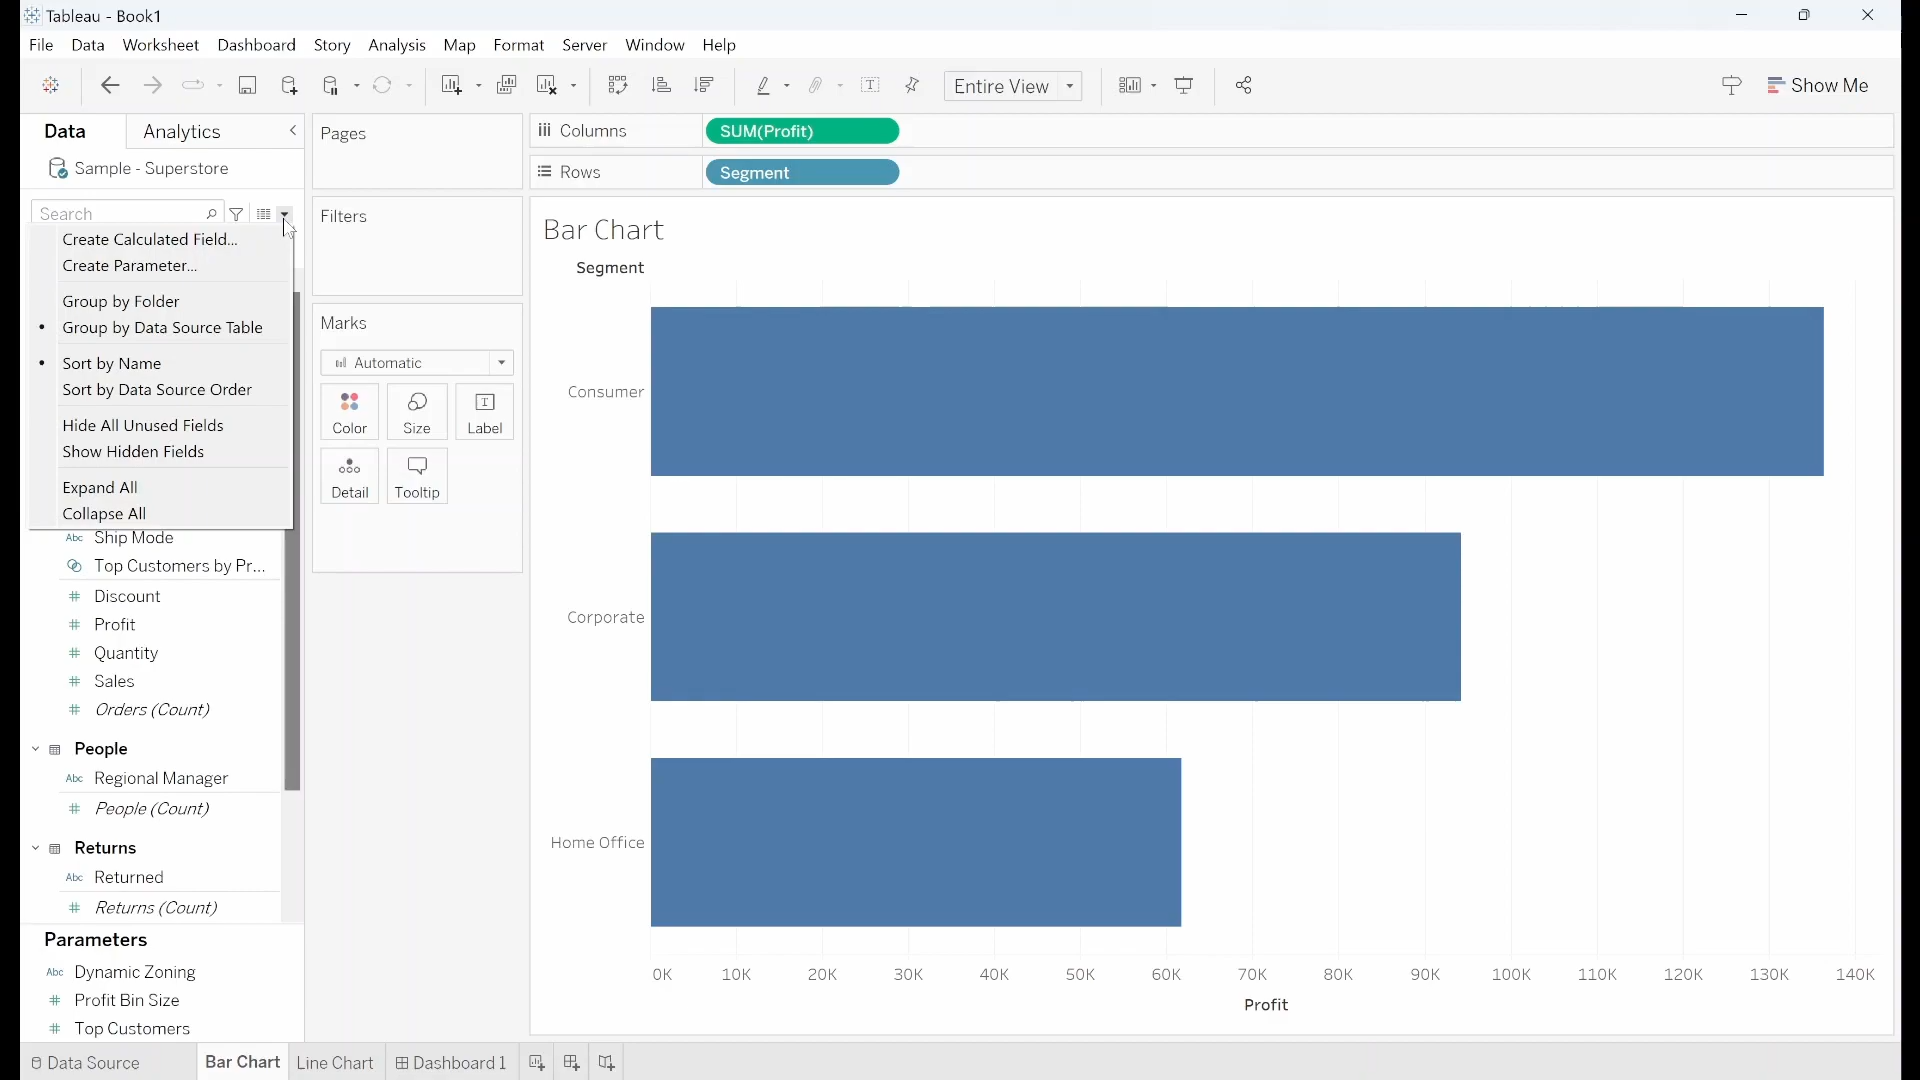 Tableau - Book1
File Data Worksheet Dashboard Story Analysis Map Format Server Window Help
Entire View
Show Me
Data
Analytics
Sample - Superstore
Search
Create Calculated Field...
Create Parameter...
Group by Folder
• Group by Data Source Table
• Sort by Name
Sort by Data Source Order
Hide All Unused Fields
Show Hidden Fields
Expand All
Collapse All
Abc Ship Mode
Top Customers by Pr...
# Discount
# Profit
# Quantity
# Sales
# Orders (Count)
People
Abc Regional Manager
# People (Count)
Returns
Abc Returned
# Returns (Count)
Parameters
Abc Dynamic Zoning
# Profit Bin Size
# Top Customers
Pages
Filters
Marks
Automatic
Color
Size
T
Label
Detail
Tooltip
Columns
SUM(Profit)
Rows
Segment
Bar Chart
Segment
Consumer
Corporate
Home Office
0K 10K 20K 30K 40K 50K 60K 70K 80K 90K 100K 110K 120K 130K 140K
Profit
Data Source
Bar Chart
Line Chart
Dashboard 1